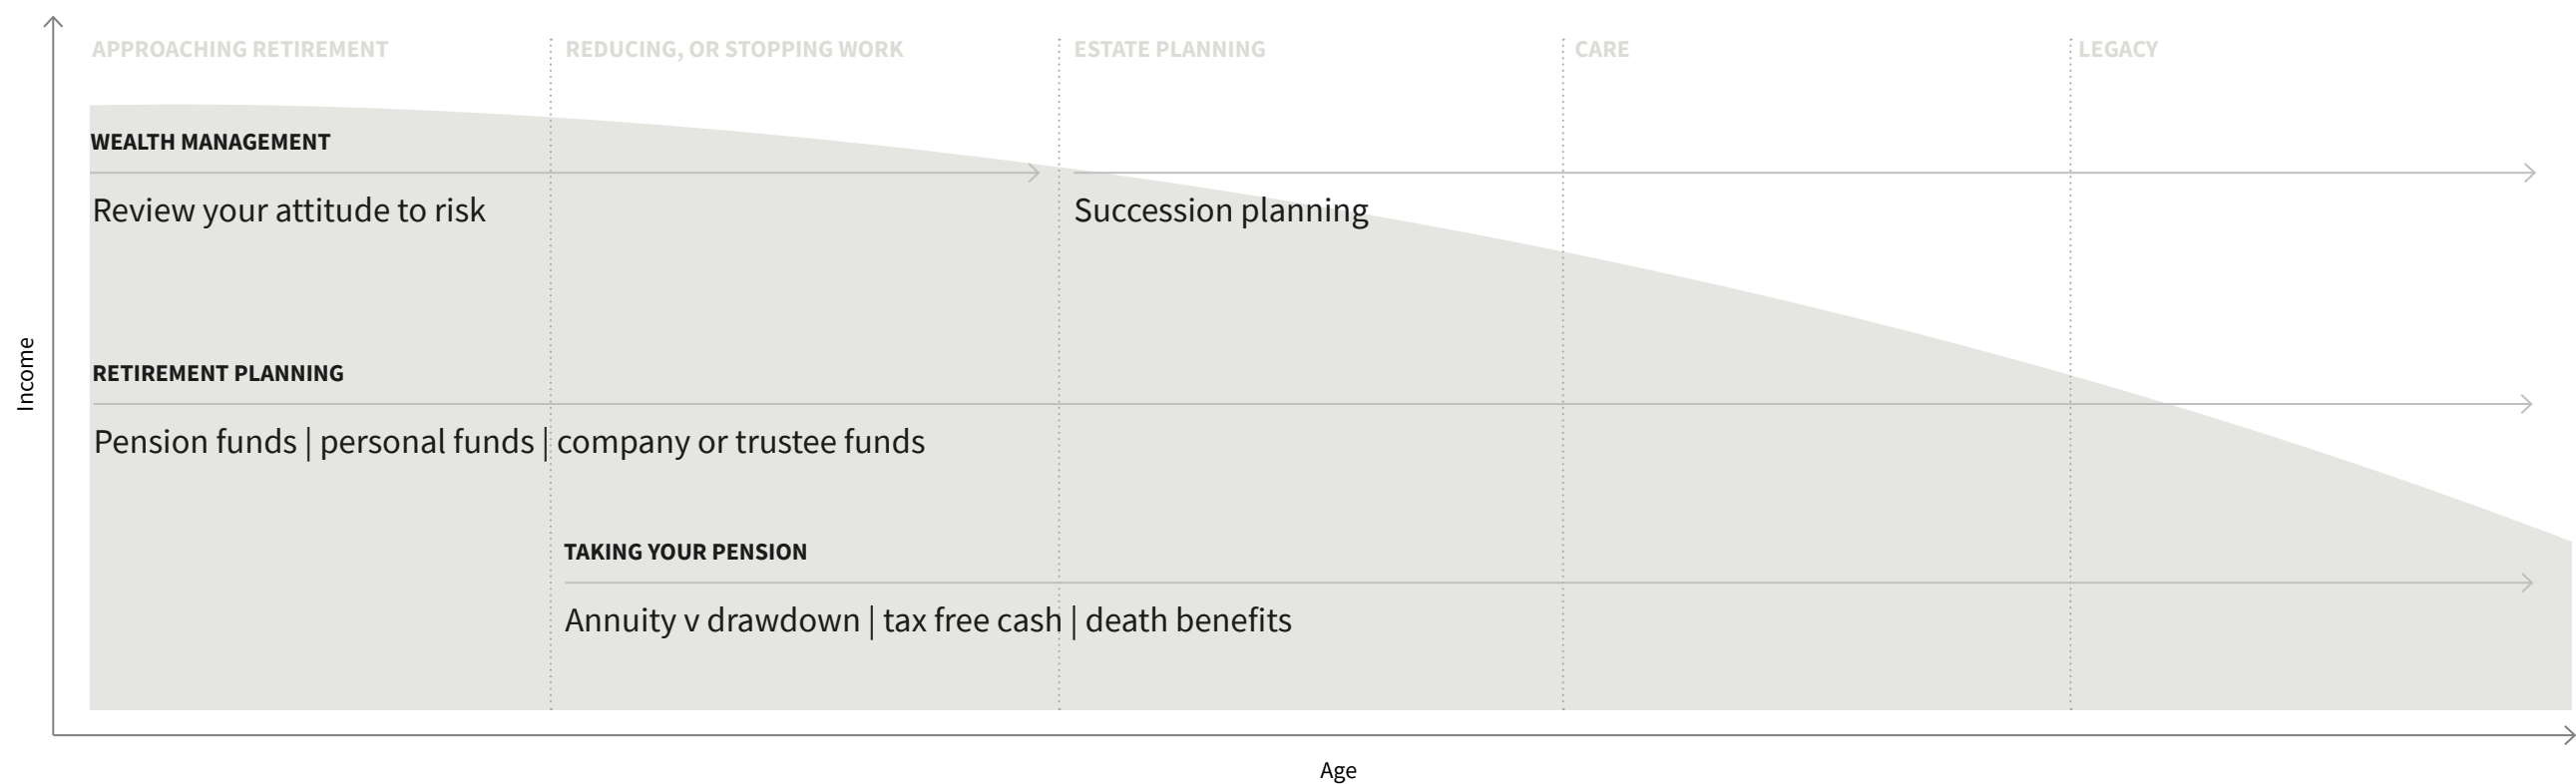 APPROACHING RETIREMENT
REDUCING, OR STOPPING WORK
ESTATE PLANNING
CARE
LEGACY
WEALTH MANAGEMENT
Review your attitude to risk
Succession planning
Income
RETIREMENT PLANNING
Pension funds | personal funds | company or trustee funds
TAKING YOUR PENSION
Annuity v drawdown | tax free cash | death benefits
Age